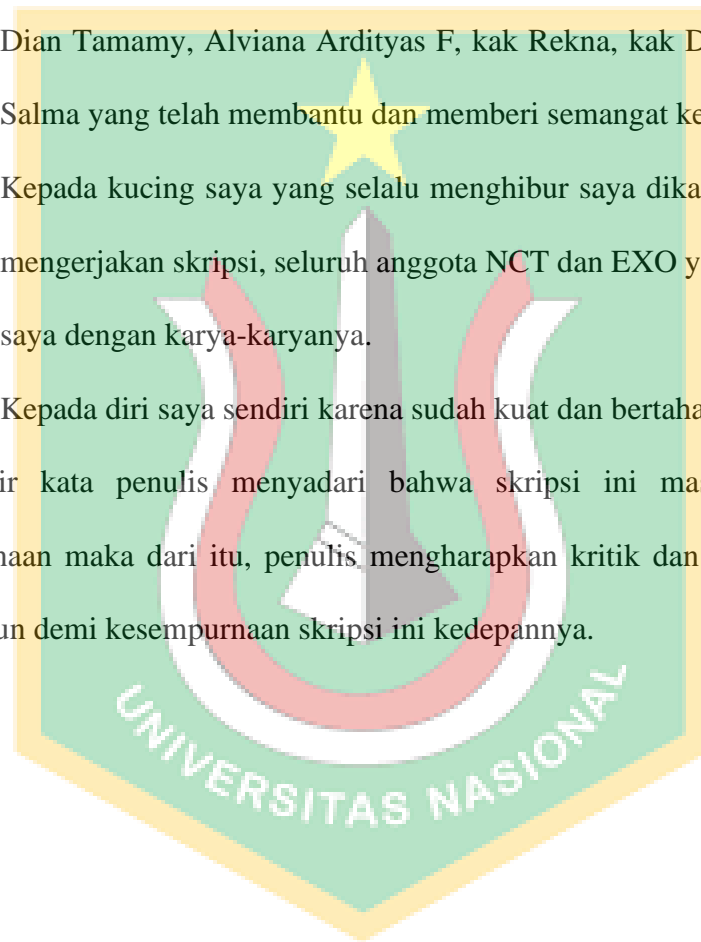 Dian Tamamy, Alviana Ardityas F, kak Rekna, kak D
Salma yang telah membantu dan memberi semangat ke
Kepada kucing saya yang selalu menghibur saya dika
mengerjakan skripsi, seluruh anggota NCT dan EXO y
saya dengan karya-karyanya.
Kepada diri saya sendiri karena sudah kuat dan bertaha
ir kata penulis menyadari bahwa skripsi ini mas
naan maka dari itu, penulis mengharapkan kritik dan
un demi kesempurnaan skripsi ini kedepannya.
UNIVERSITAS NASIONAL